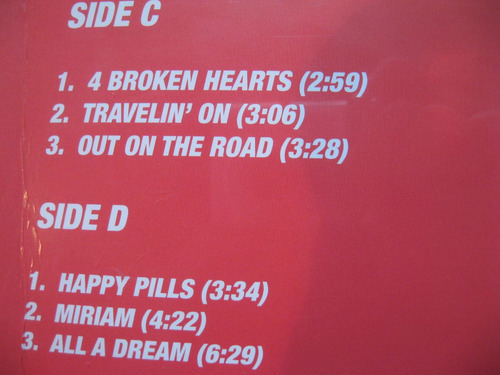 SIDE C
1. 4 BROKEN HEARTS (2:59)
2. TRAVELIN' ON (3:06)
3. OUT ON THE ROAD (3:28)
SIDE D
1. HAPPY PILLS (3:34)
2. MIRIAM (4:22)
3. ALL A DREAM (6:29)